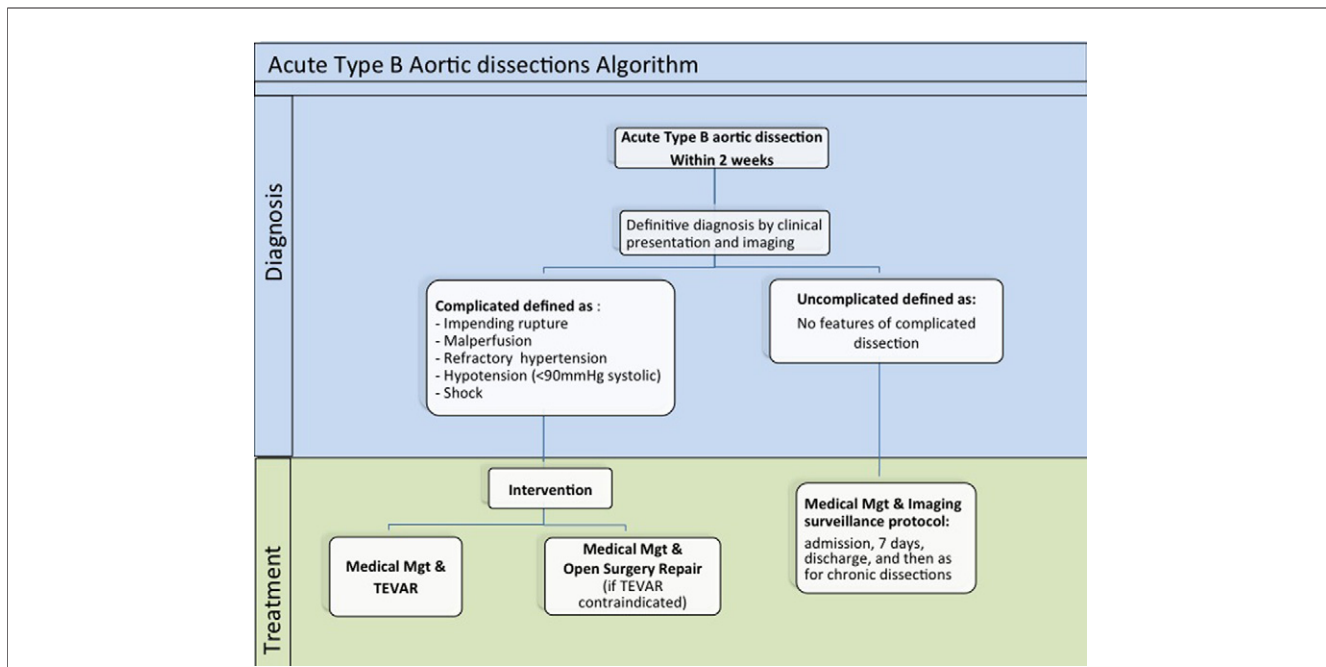 Acute Type B Aortic dissections Algorithm
Diagnosis
Acute Type B aortic dissection
Within 2 weeks
Definitive diagnosis by clinical
presentation and imaging
Complicated defined as :
- Impending rupture
- Malperfusion
- Refractory hypertension
- Hypotension (<90mmHg systolic)
- Shock
Uncomplicated defined as:
No features of complicated
dissection
Treatment
Intervention
Medical Mgt &
TEVAR
Medical Mgt &
Open Surgery Repair
(if TEVAR
contraindicated)
Medical Mgt & Imaging
surveillance protocol:
admission, 7 days,
discharge, and then as
for chronic dissections